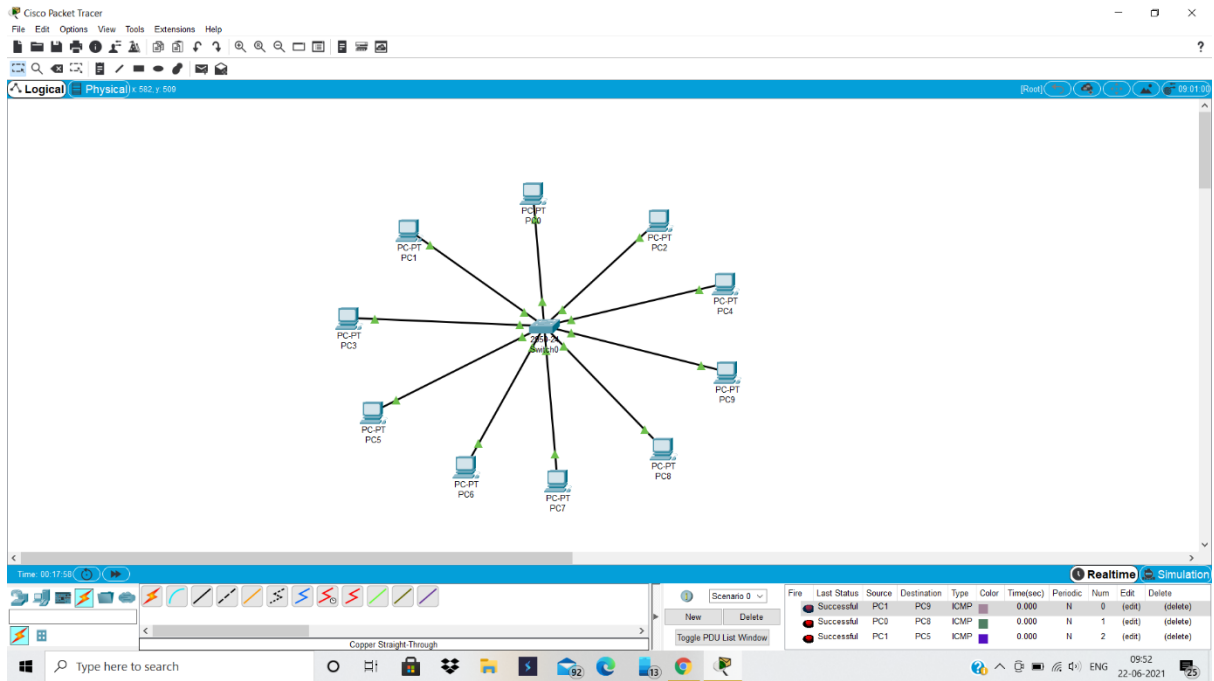 Cisco Packet Tracer
File Edit Options View Tools Extensions Help
?
Logical Physical x: 582, y: 509 [Root] 09:01:00
PC-PT
PC0
PC-PT
PC1
PC-PT
PC2
PC-PT
PC4
PC-PT
PC3
2950-24
Switch0
PC-PT
PC9
PC-PT
PC5
PC-PT
PC8
PC-PT
PC6
PC-PT
PC7
Time: 00:17:58 Realtime Simulation
Scenario 0
New Delete
Toggle PDU List Window
Fire Last Status Source Destination Type Color Time(sec) Periodic Num Edit Delete
Successful PC1 PC9 ICMP 0.000 N 0 (edit) (delete)
Successful PC0 PC8 ICMP 0.000 N 1 (edit) (delete)
Successful PC1 PC5 ICMP 0.000 N 2 (edit) (delete)
Copper Straight-Through
Type here to search
92
13
ENG
09:52
22-06-2021
25